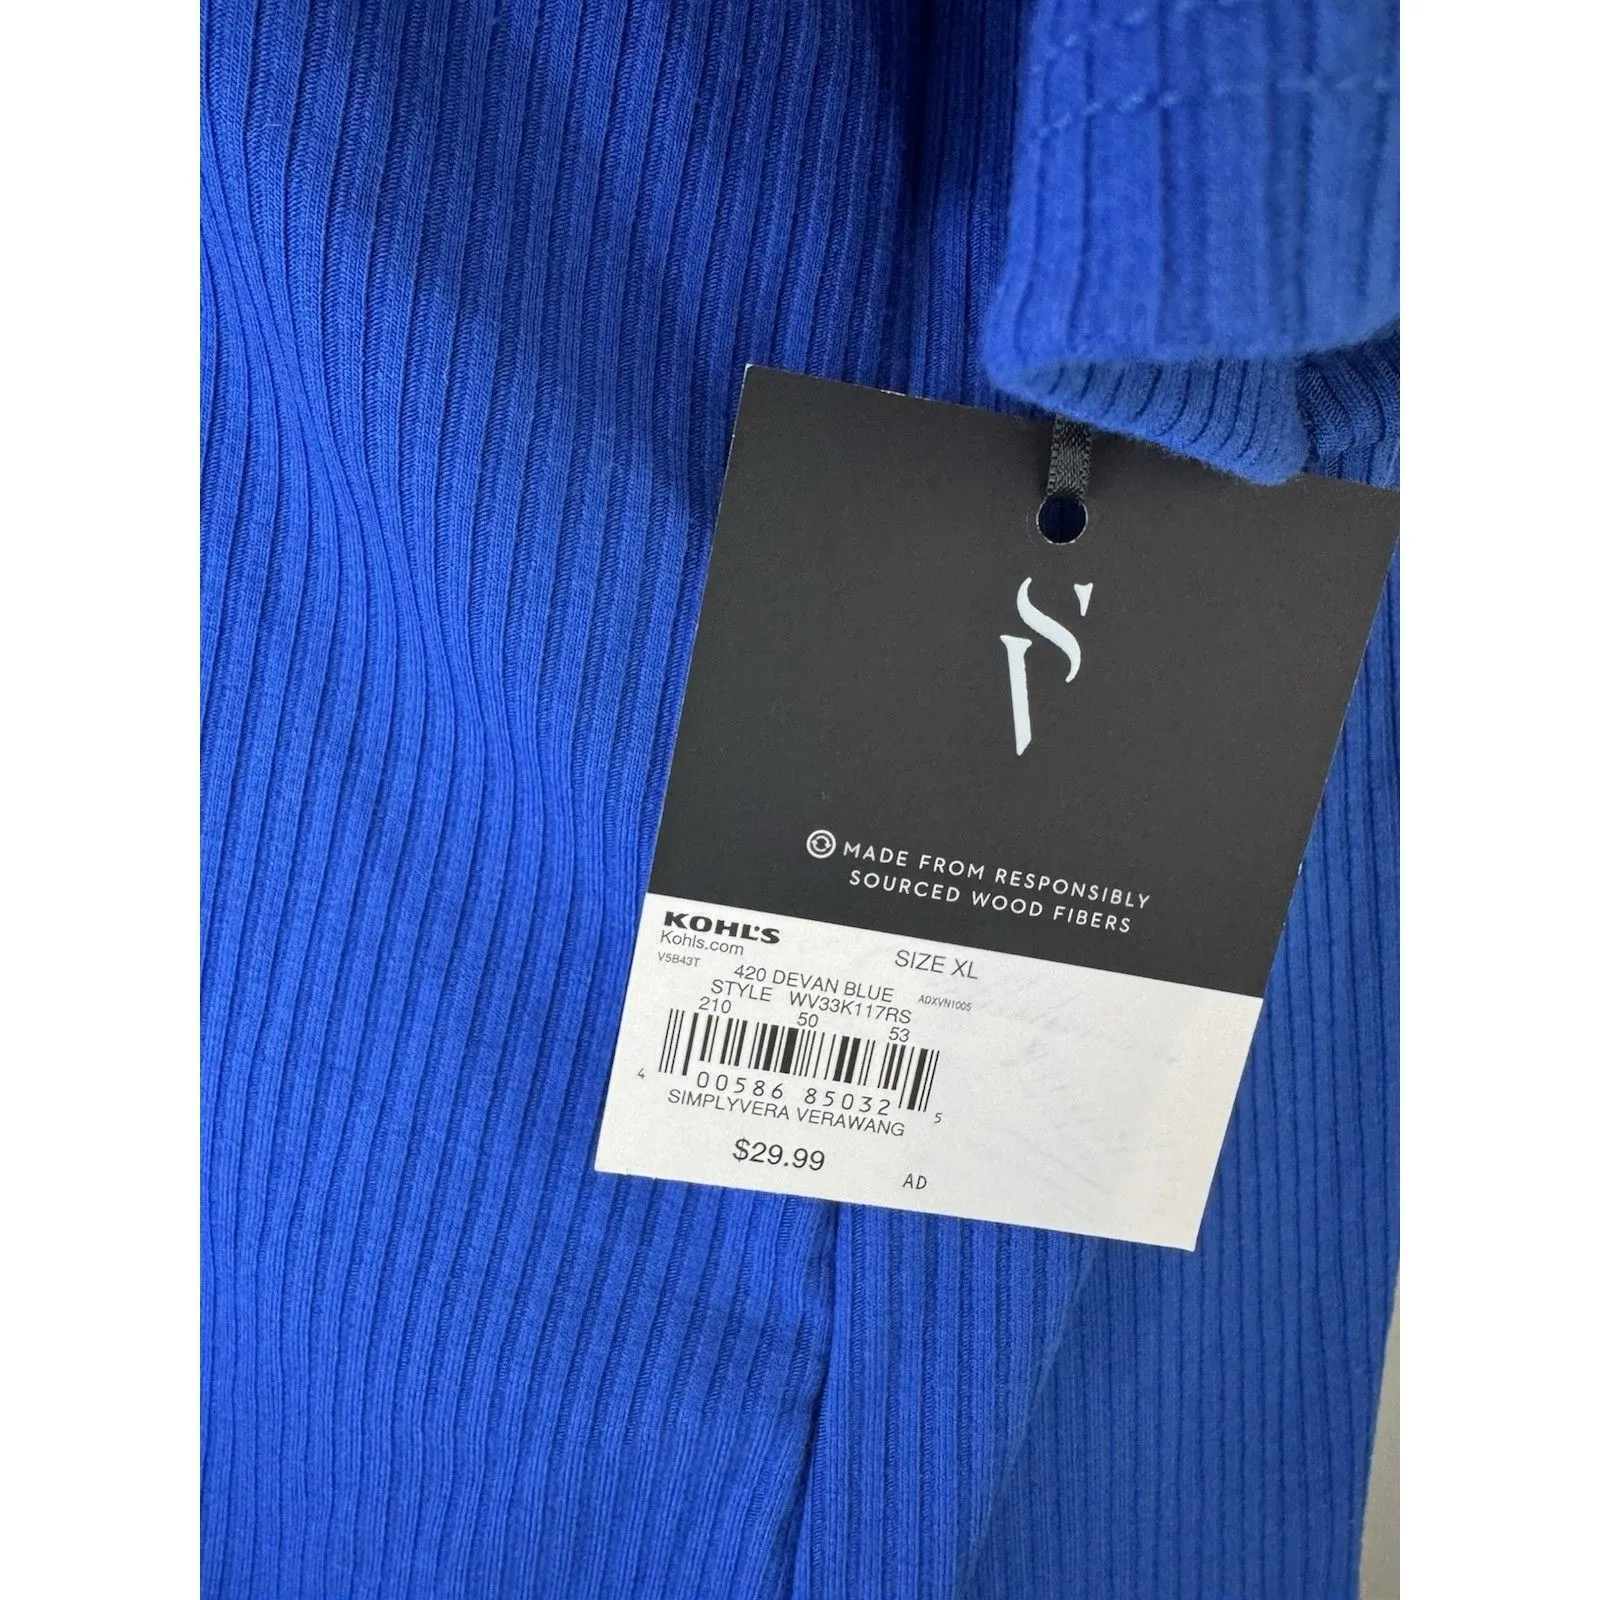 VS
MADE FROM RESPONSIBLY
SOURCED WOOD FIBERS
KOHL'S
Kohls.com
SIZE XL
V5B43T
420 DEVAN BLUE
ADXVN1005
STYLE WV33K117RS
210 50 53
4 00586 85032 5
SIMPLYVERA VERAWANG
$29.99
AD